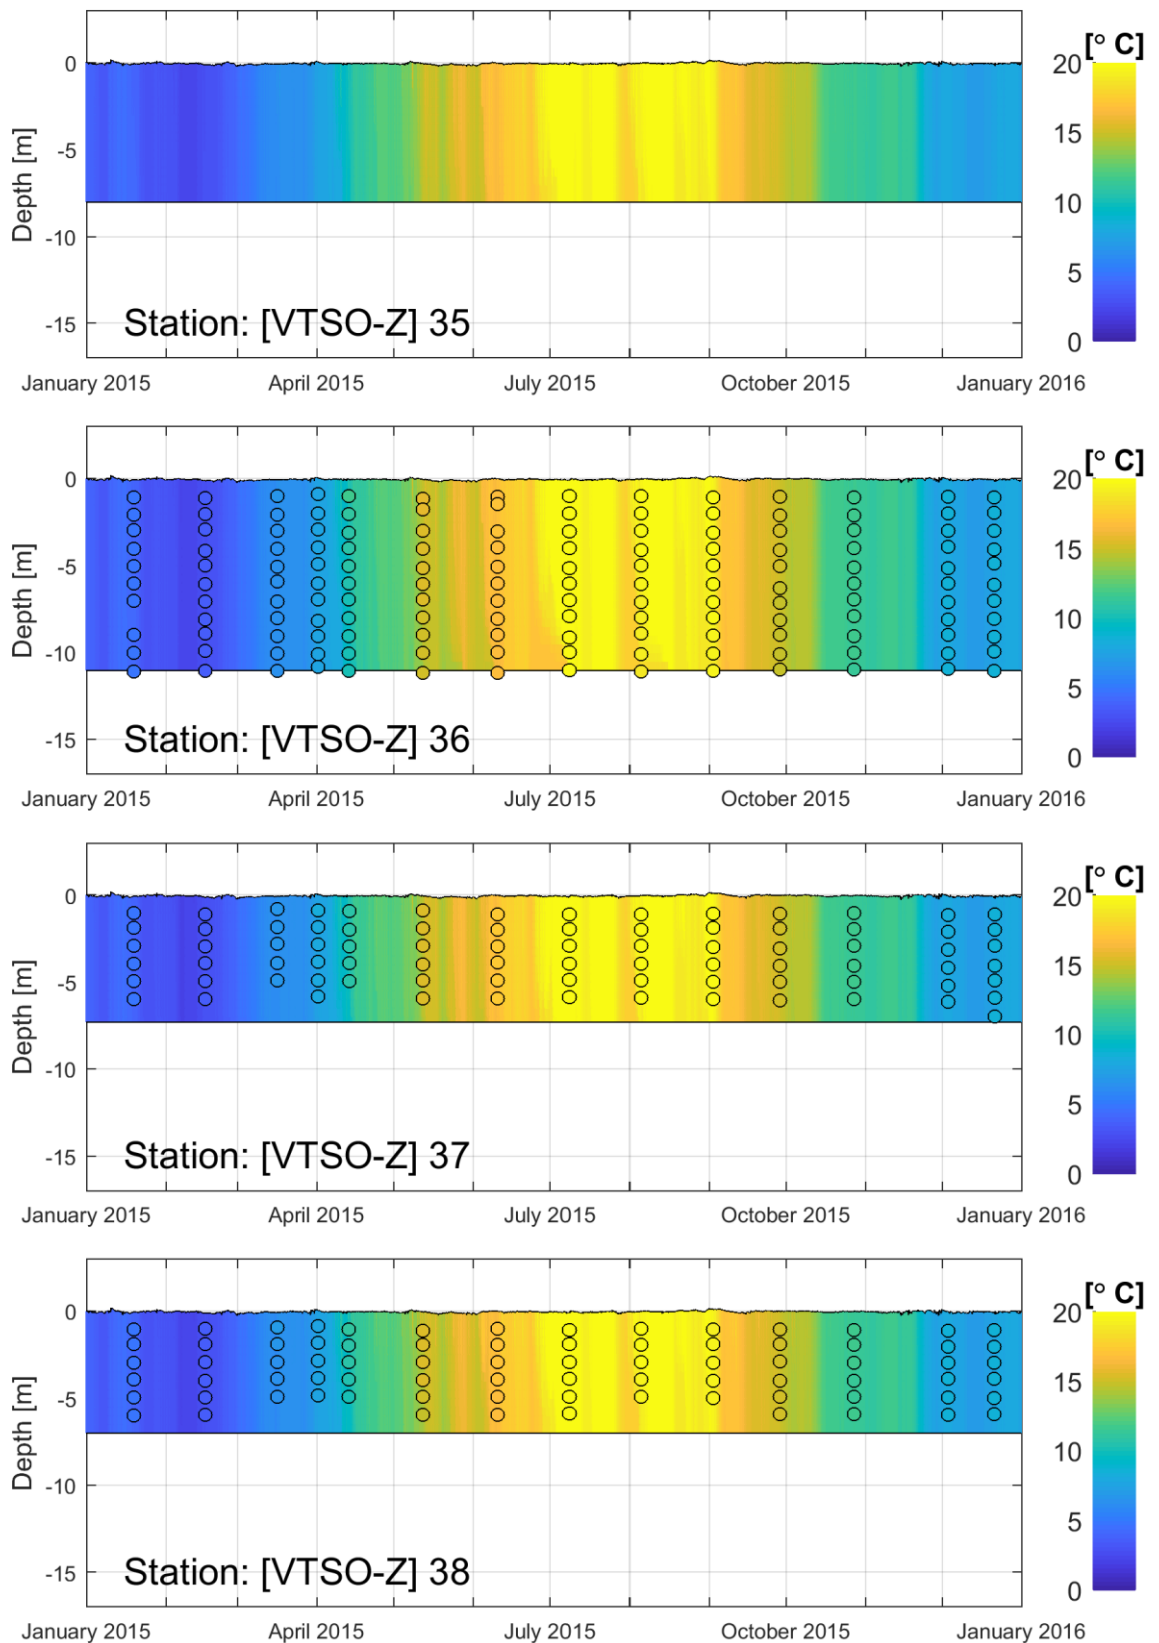 [° C]
0
-5
-10
-15
Depth [m]
20
15
10
5
0
Station: [VTSO-Z] 35
January 2015 April 2015 July 2015 October 2015 January 2016
[° C]
0
-5
-10
-15
Depth [m]
20
15
10
5
0
Station: [VTSO-Z] 36
January 2015 April 2015 July 2015 October 2015 January 2016
[° C]
0
-5
-10
-15
Depth [m]
20
15
10
5
0
Station: [VTSO-Z] 37
January 2015 April 2015 July 2015 October 2015 January 2016
[° C]
0
-5
-10
-15
Depth [m]
20
15
10
5
0
Station: [VTSO-Z] 38
January 2015 April 2015 July 2015 October 2015 January 2016